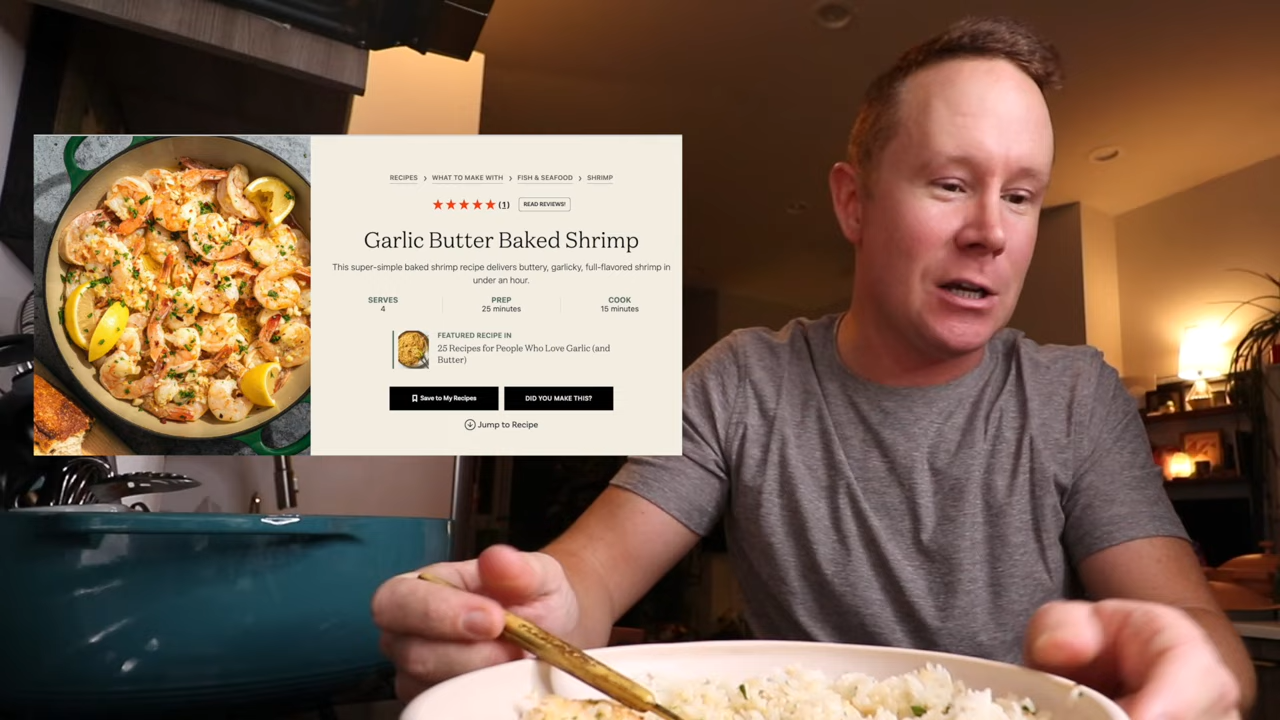 RECIPES > WHAT TO MAKE WITH > FISH & SEAFOOD > SHRIMP
★★★★★ (1) READ REVIEWS!
Garlic Butter Baked Shrimp
This super-simple baked shrimp recipe delivers buttery, garlicky, full-flavored shrimp in
under an hour.
SERVES PREP COOK
4 25 minutes 15 minutes
FEATURED RECIPE IN
25 Recipes for People Who Love Garlic (and
Butter)
Save to My Recipes DID YOU MAKE THIS?
Jump to Recipe